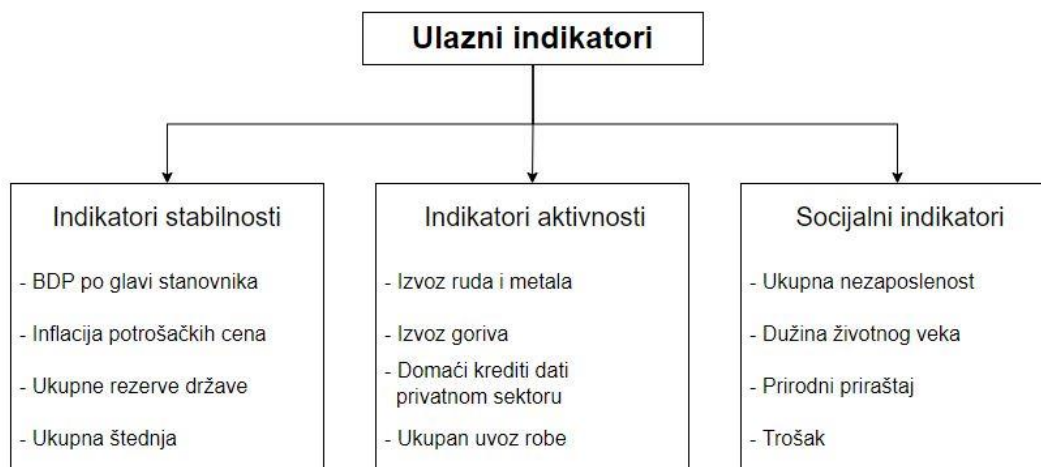 Ulazni indikatori
Indikatori stabilnosti
- BDP po glavi stanovnika
- Inflacija potrošačkih cena
- Ukupne rezerve države
- Ukupna štednja
Indikatori aktivnosti
- Izvoz ruda i metala
- Izvoz goriva
- Domaći krediti dati
privatnom sektoru
- Ukupan uvoz robe
Socijalni indikatori
- Ukupna nezaposlenost
- Dužina životnog veka
- Prirodni priraštaj
- Trošak